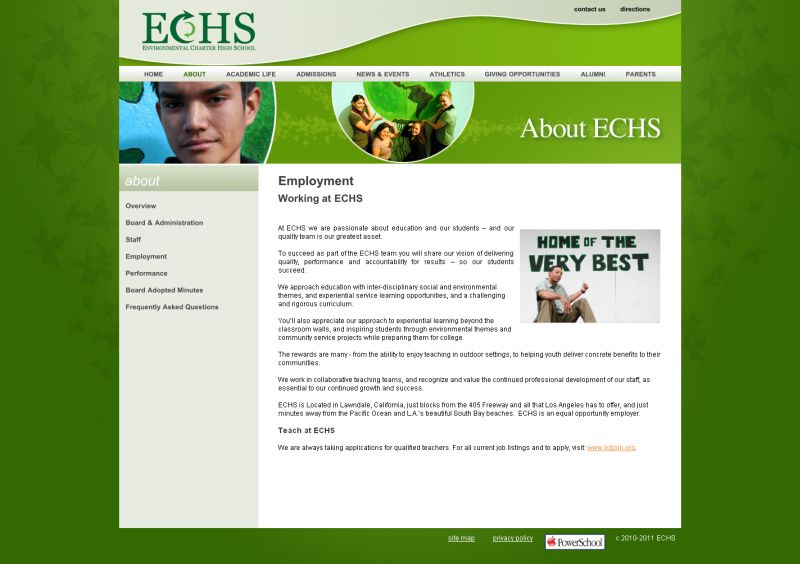 contact us directions
ECHS
ENVIRONMENTAL CHARTER HIGH SCHOOL
HOME ABOUT ACADEMIC LIFE ADMISSIONS NEWS & EVENTS ATHLETICS GIVING OPPORTUNITIES ALUMNI PARENTS
About ECHS
about
Overview
Board & Administration
Staff
Employment
Performance
Board Adopted Minutes
Frequently Asked Questions
Employment
Working at ECHS
At ECHS we are passionate about education and our students – and our
quality team is our greatest asset.
To succeed as part of the ECHS team you will share our vision of delivering
quality, performance and accountability for results – so our students
succeed.
We approach education with inter-disciplinary social and environmental
themes, and experiential service learning opportunities, and a challenging
and rigorous curriculum.
You'll also appreciate our approach to experiential learning beyond the
classroom walls, and inspiring students through environmental themes and
community service projects while preparing them for college.
HOME OF THE
VERY BEST
The rewards are many - from the ability to enjoy teaching in outdoor settings, to helping youth deliver concrete benefits to their
communities.
We work in collaborative teaching teams, and recognize and value the continued professional development of our staff, as
essential to our continued growth and success.
ECHS is Located in Lawndale, California, just blocks from the 405 Freeway and all that Los Angeles has to offer, and just
minutes away from the Pacific Ocean and L.A.'s beautiful South Bay beaches. ECHS is an equal opportunity employer.
Teach at ECHS
We are always taking applications for qualified teachers. For all current job listings and to apply, visit: www.edjoin.org.
site map privacy policy PowerSchool c.2010-2011 ECHS